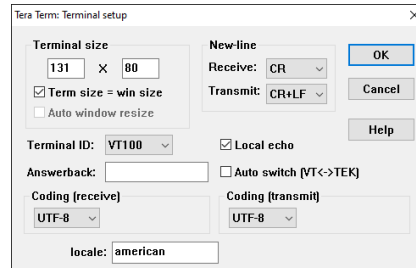 Tera Term: Terminal setup
Terminal size
131 X 80
Term size = win size
Auto window resize
New-line
Receive: CR
Transmit: CR+LF
OK
Cancel
Help
Terminal ID: VT100
Local echo
Answerback:
Auto switch (VT<->TEK)
Coding (receive)
UTF-8
Coding (transmit)
UTF-8
locale: american